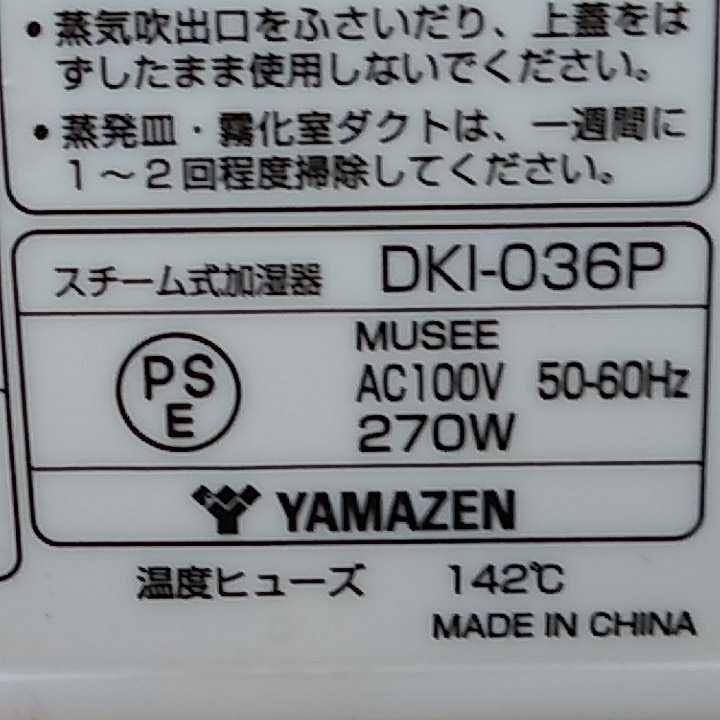 •蒸気吹出口をふさいだり、上蓋をは
ずしたまま使用しないでください。
•蒸発皿・霧化室ダクトは、一週間に
1～2回程度掃除してください。
スチーム式加湿器 DKI-036P
PS
E
MUSEE
AC100V 50-60Hz
270W
YAMAZEN
温度ヒューズ 142℃
MADE IN CHINA